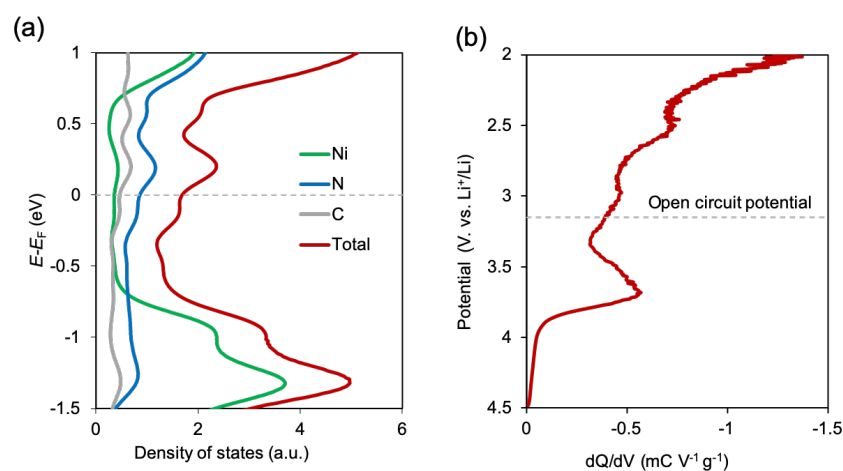 (a)
1
0.5
0
-0.5
-1
-1.5
E-E_F (eV)
Ni
N
C
Total
0
2
4
6
Density of states (a.u.)
(b)
2
2.5
3
3.5
4
4.5
Potential (V. vs. Li⁺/Li)
Open circuit potential
0
-0.5
-1
-1.5
dQ/dV (mC V⁻¹ g⁻¹)